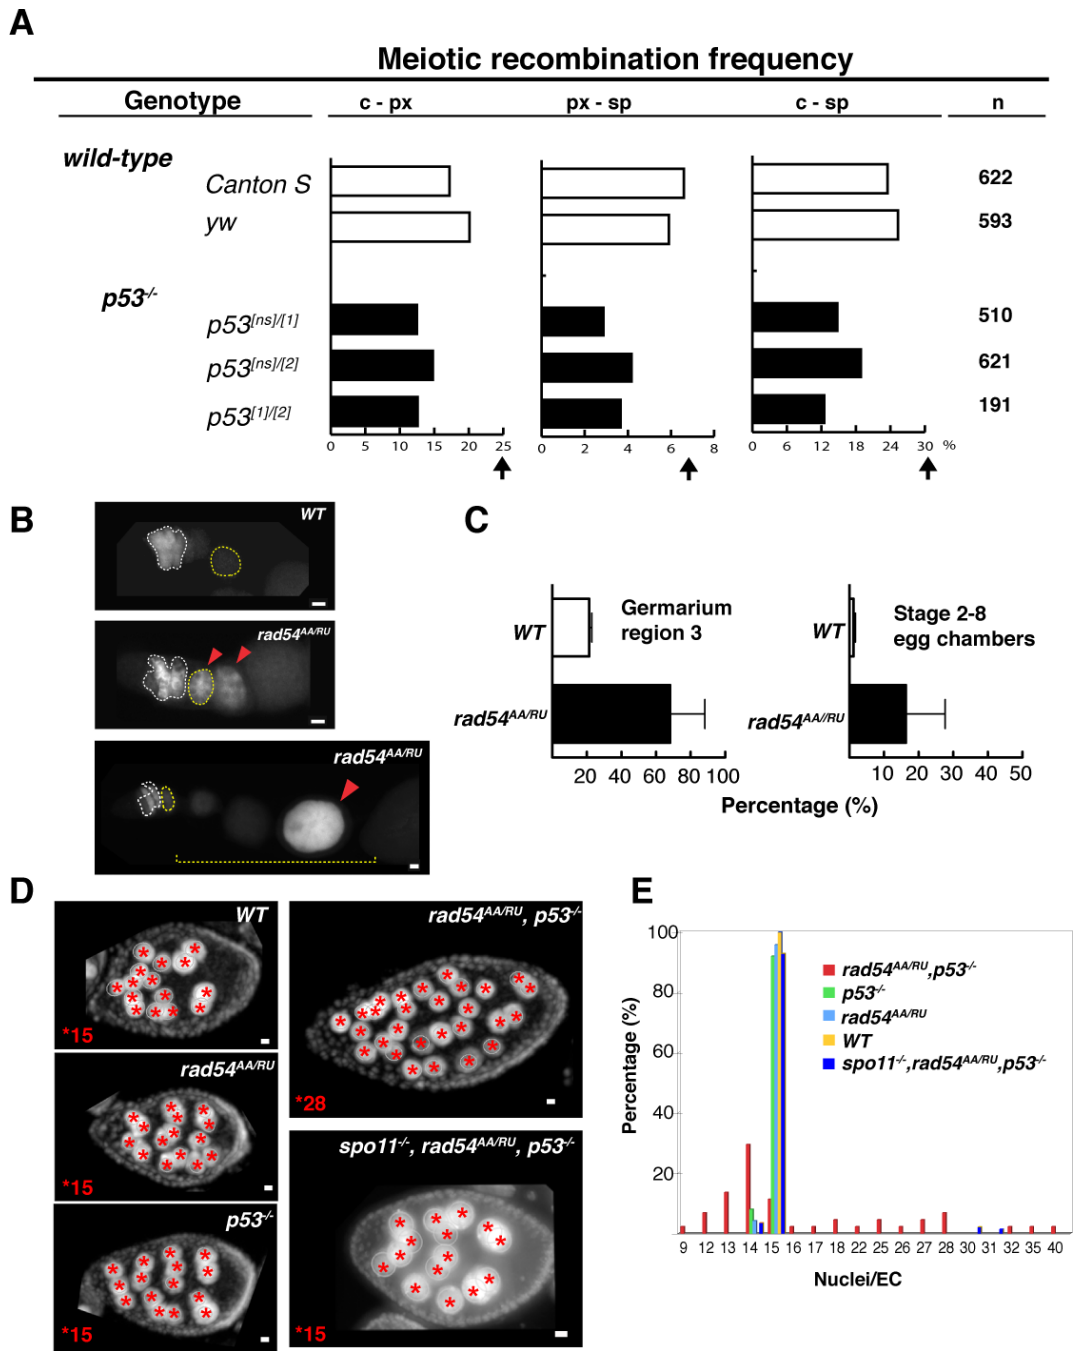 A
Meiotic recombination frequency
Genotype c - px px - sp c - sp n
wild-type
Canton S 622
yw 593
p53-/-
p53[ns]/[1] 510
p53[ns]/[2] 621
p53[1]/[2] 191
0 5 10 15 20 25 0 2 4 6 8 0 6 12 18 24 30 %
B
WT
rad54AA/RU
rad54AA/RU
C
WT
Germarium
region 3
rad54AA/RU
20 40 60 80 100
WT
Stage 2-8
egg chambers
rad54AA//RU
10 20 30 40 50
Percentage (%)
D
WT
*15
rad54AA/RU
*15
p53-/-
*15
rad54AA/RU, p53-/-
*28
spo11-/-, rad54AA/RU, p53-/-
*15
E
Percentage (%)
100
80
60
40
20
rad54AA/RU,p53-/-
p53-/-
rad54AA/RU
WT
spo11-/-,rad54AA/RU,p53-/-
9 12 13 14 15 16 17 18 22 25 26 27 28 30 31 32 35 40
Nuclei/EC